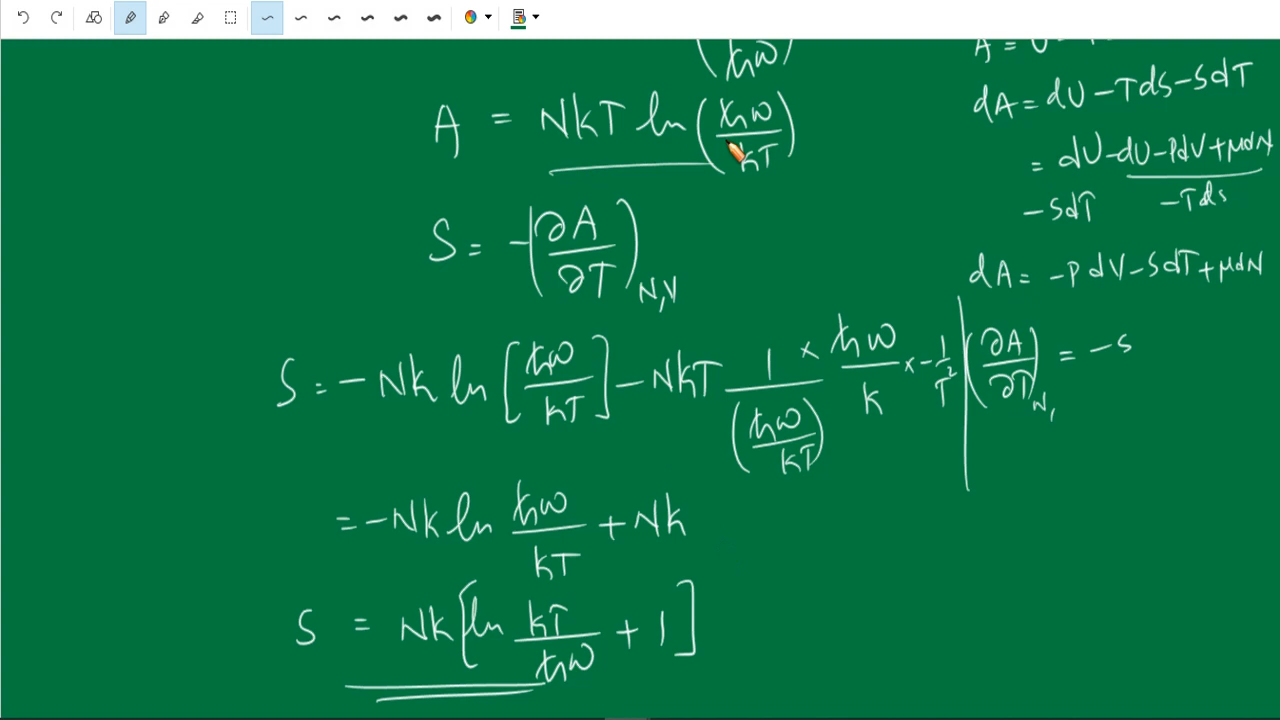 (ħω)
A = NkT ln (ħω/kT)
S = -(∂A/∂T)N,V
S = -Nk ln [ħω/kT] - NkT 1/(ħω/kT) × ħω/k × -1/T²
= -Nk ln ħω/kT + Nk
S = Nk[ln kT/ħω + 1]
A = U -
dA = dU - Tds - SdT
= dU - dU - PdV + μdN
- SdT
- Tds
dA = -PdV - SdT + μdN
(∂A/∂T)N, = -S